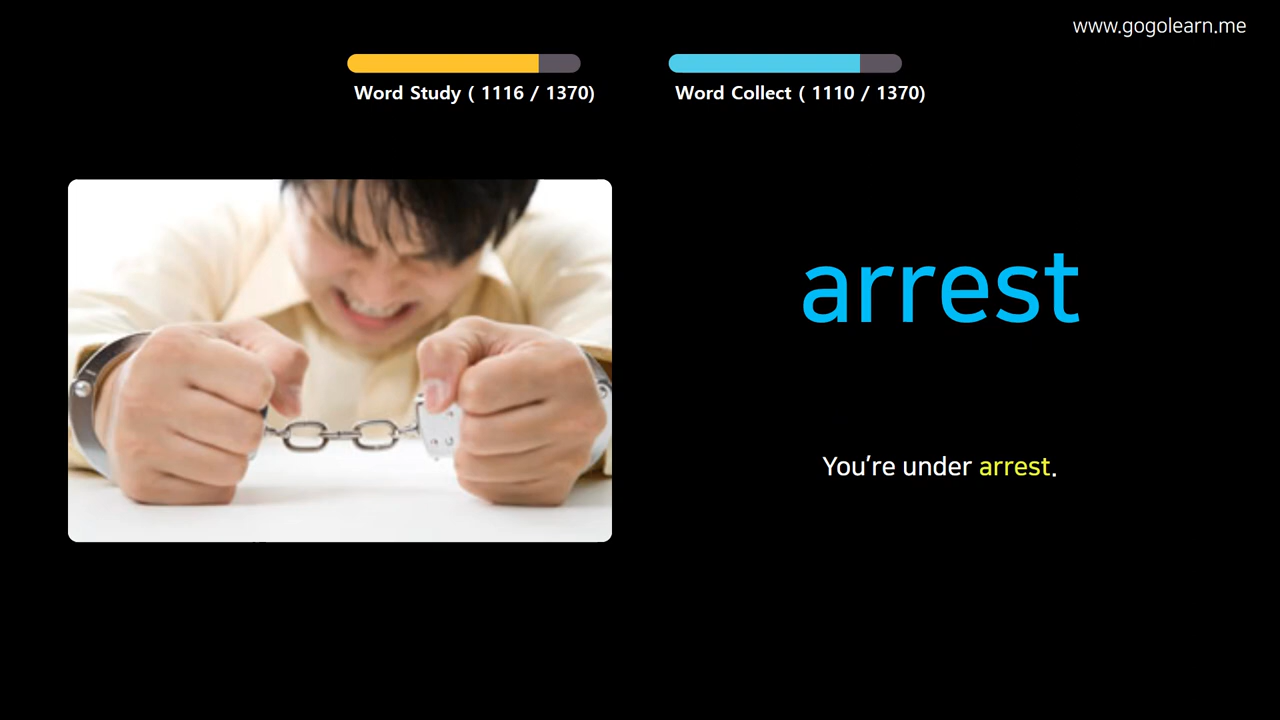 www.gogolearn.me
Word Study ( 1116 / 1370)
Word Collect ( 1110 / 1370)
arrest
You're under arrest.